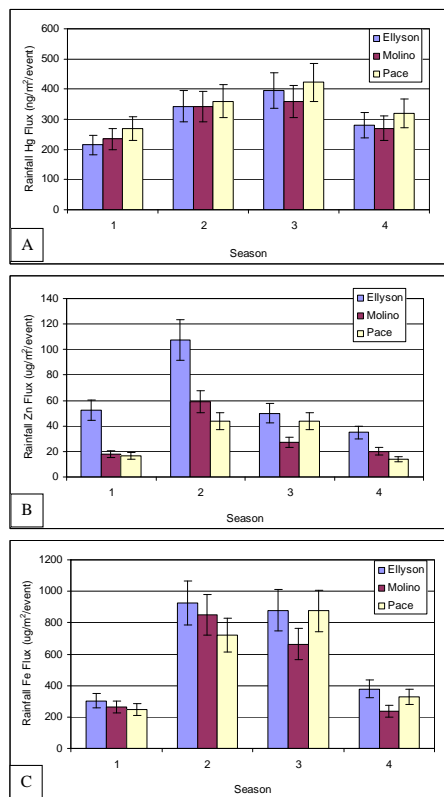 600
500
400
300
200
100
0
Rainfall Hg Flux (ng/m²/event)
Ellyson
Molino
Pace
1 2 3 4
Season
A
140
120
100
80
60
40
20
0
Rainfall Zn Flux (ug/m²/event)
Ellyson
Molino
Pace
1 2 3 4
Season
B
1200
1000
800
600
400
200
0
Rainfall Fe Flux (ug/m²/event)
Ellyson
Molino
Pace
1 2 3 4
Season
C